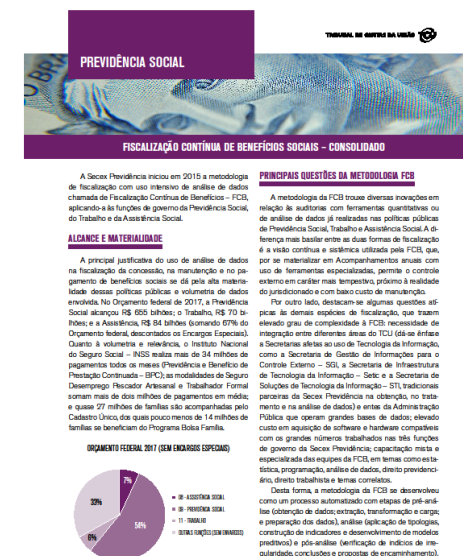 TRIBUNAL DE CONTAS DA UNIÃO
PREVIDÊNCIA SOCIAL
FISCALIZAÇÃO CONTÍNUA DE BENEFÍCIOS SOCIAIS – CONSOLIDADO
A Secex Previdência iniciou em 2015 a metodologia
de fiscalização com uso intensivo de análise de dados
chamada de Fiscalização Contínua de Benefícios – FCB,
aplicando-a às funções de governo da Previdência Social,
do Trabalho e da Assistência Social.
ALCANCE E MATERIALIDADE
A principal justificativa do uso de análise de dados
na fiscalização da concessão, na manutenção e no pa-
gamento de benefícios sociais se dá pela alta materia-
lidade dessas políticas públicas e volumetria de dados
envolvida. No Orçamento federal de 2017, a Previdência
Social alcançou R$ 655 bilhões; o Trabalho, R$ 70 bi-
lhões; e a Assistência, R$ 84 bilhões (somando 67% do
Orçamento federal, descontados os Encargos Especiais).
Quanto à volumetria e relevância, o Instituto Nacional
do Seguro Social – INSS realiza mais de 34 milhões de
pagamentos todos os meses (Previdência e Benefício de
Prestação Continuada – BPC); as modalidades de Seguro
Desemprego Pescador Artesanal e Trabalhador Formal
somam mais de dois milhões de pagamentos em média;
e quase 27 milhões de famílias são acompanhadas pelo
Cadastro Único, dos quais pouco menos de 14 milhões de
famílias se beneficiam do Programa Bolsa Família.
ORÇAMENTO FEDERAL 2017 (SEM ENCARGOS ESPECIAIS)
7%
33%
54%
6%
08 - ASSISTÊNCIA SOCIAL
09 - PREVIDÊNCIA SOCIAL
11 - TRABALHO
OUTRAS FUNÇÕES (SEM ENCARGOS)
PRINCIPAIS QUESTÕES DA METODOLOGIA FCB
A metodologia da FCB trouxe diversas inovações em
relação às auditorias com ferramentas quantitativas ou
de análise de dados já realizadas nas políticas públicas
de Previdência Social, Trabalho e Assistência Social. A di-
ferença mais basilar entre as duas formas de fiscalização
é a visão contínua e sistêmica utilizada pela FCB, que,
por se materializar em Acompanhamentos anuais com
uso de ferramentas especializadas, permite o controle
externo em caráter mais tempestivo, próximo à realidade
do jurisdicionado e com baixo custo de manutenção.
Por outro lado, destacam-se algumas questões atí-
picas às demais espécies de fiscalização, que trazem
elevado grau de complexidade à FCB: necessidade de
integração entre diferentes áreas do TCU (dá-se ênfase
a Secretarias afetas ao uso de Tecnologia da Informação,
como a Secretaria de Gestão de Informações para o
Controle Externo – SGI, a Secretaria de Infraestrutura
de Tecnologia da Informação – Setic e a Secretaria de
Soluções de Tecnologia da Informação – STI, tradicionais
parceiras da Secex Previdência na obtenção, no trata-
mento e na análise de dados) e entes da Administração
Pública que operam grandes bases de dados; elevado
custo em aquisição de software e hardware compatíveis
com os grandes números trabalhados nas três funções
de governo da Secex Previdência; capacitação mista e
especializada das equipes da FCB, em temas como esta-
tística, programação, análise de dados, direito previdenci-
ário, direito trabalhista e temas correlatos.
Desta forma, a metodologia da FCB se desenvolveu
como um processo automatizado com etapas de pré-aná-
lise (obtenção de dados; extração, transformação e carga;
e preparação dos dados), análise (aplicação de tipologias,
construção de indicadores e desenvolvimento de modelos
preditivos) e pós-análise (verificação de indícios de irre-
gularidade, conclusões e propostas de encaminhamento).